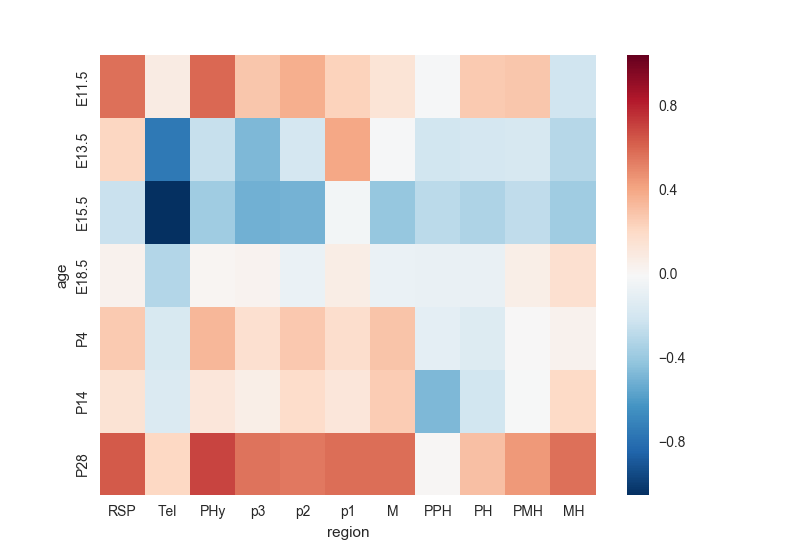 age
E11.5
E13.5
E15.5
E18.5
P4
P14
P28
RSP Tel PHy p3 p2 p1 M PPH PH PMH MH
region
0.8
0.4
0.0
−0.4
−0.8